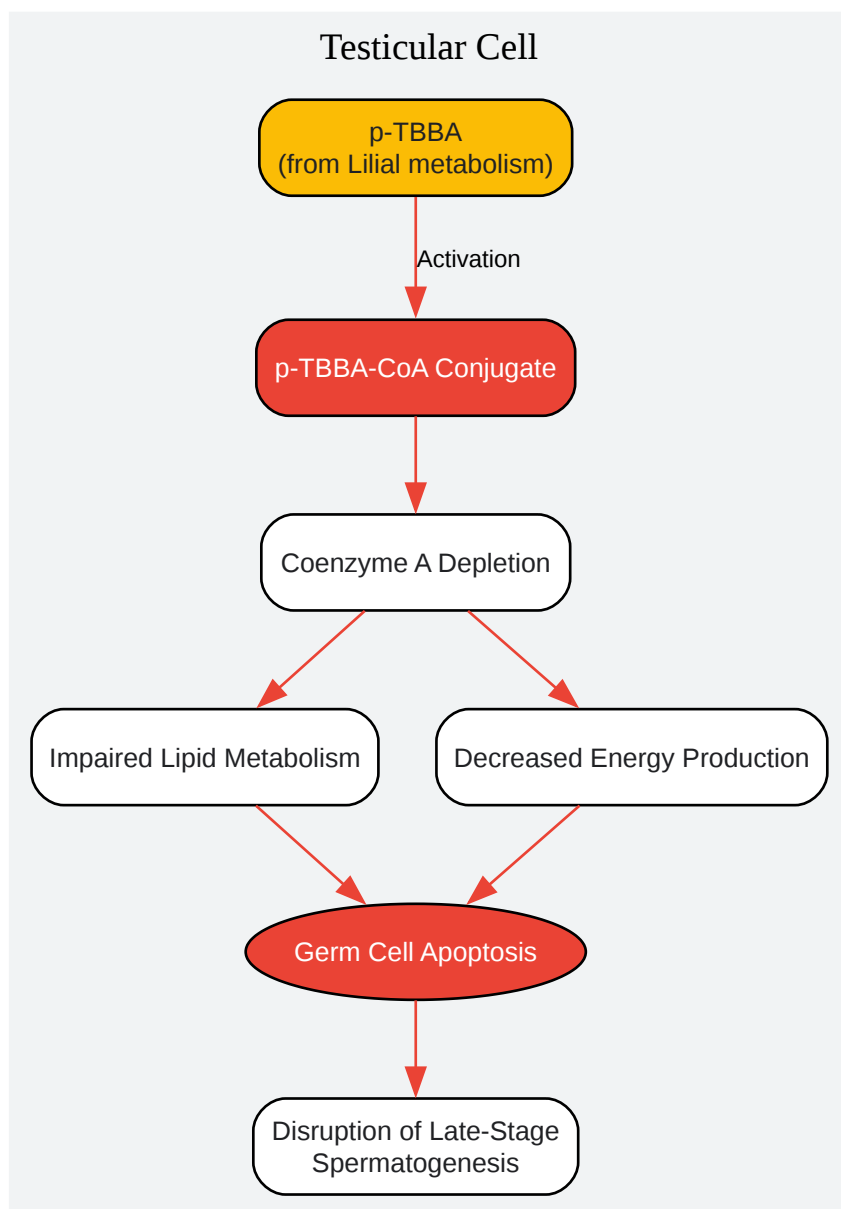 Testicular Cell
p-TBBA
(from Lilial metabolism)
Activation
p-TBBA-CoA Conjugate
Coenzyme A Depletion
Impaired Lipid Metabolism
Decreased Energy Production
Germ Cell Apoptosis
Disruption of Late-Stage
Spermatogenesis